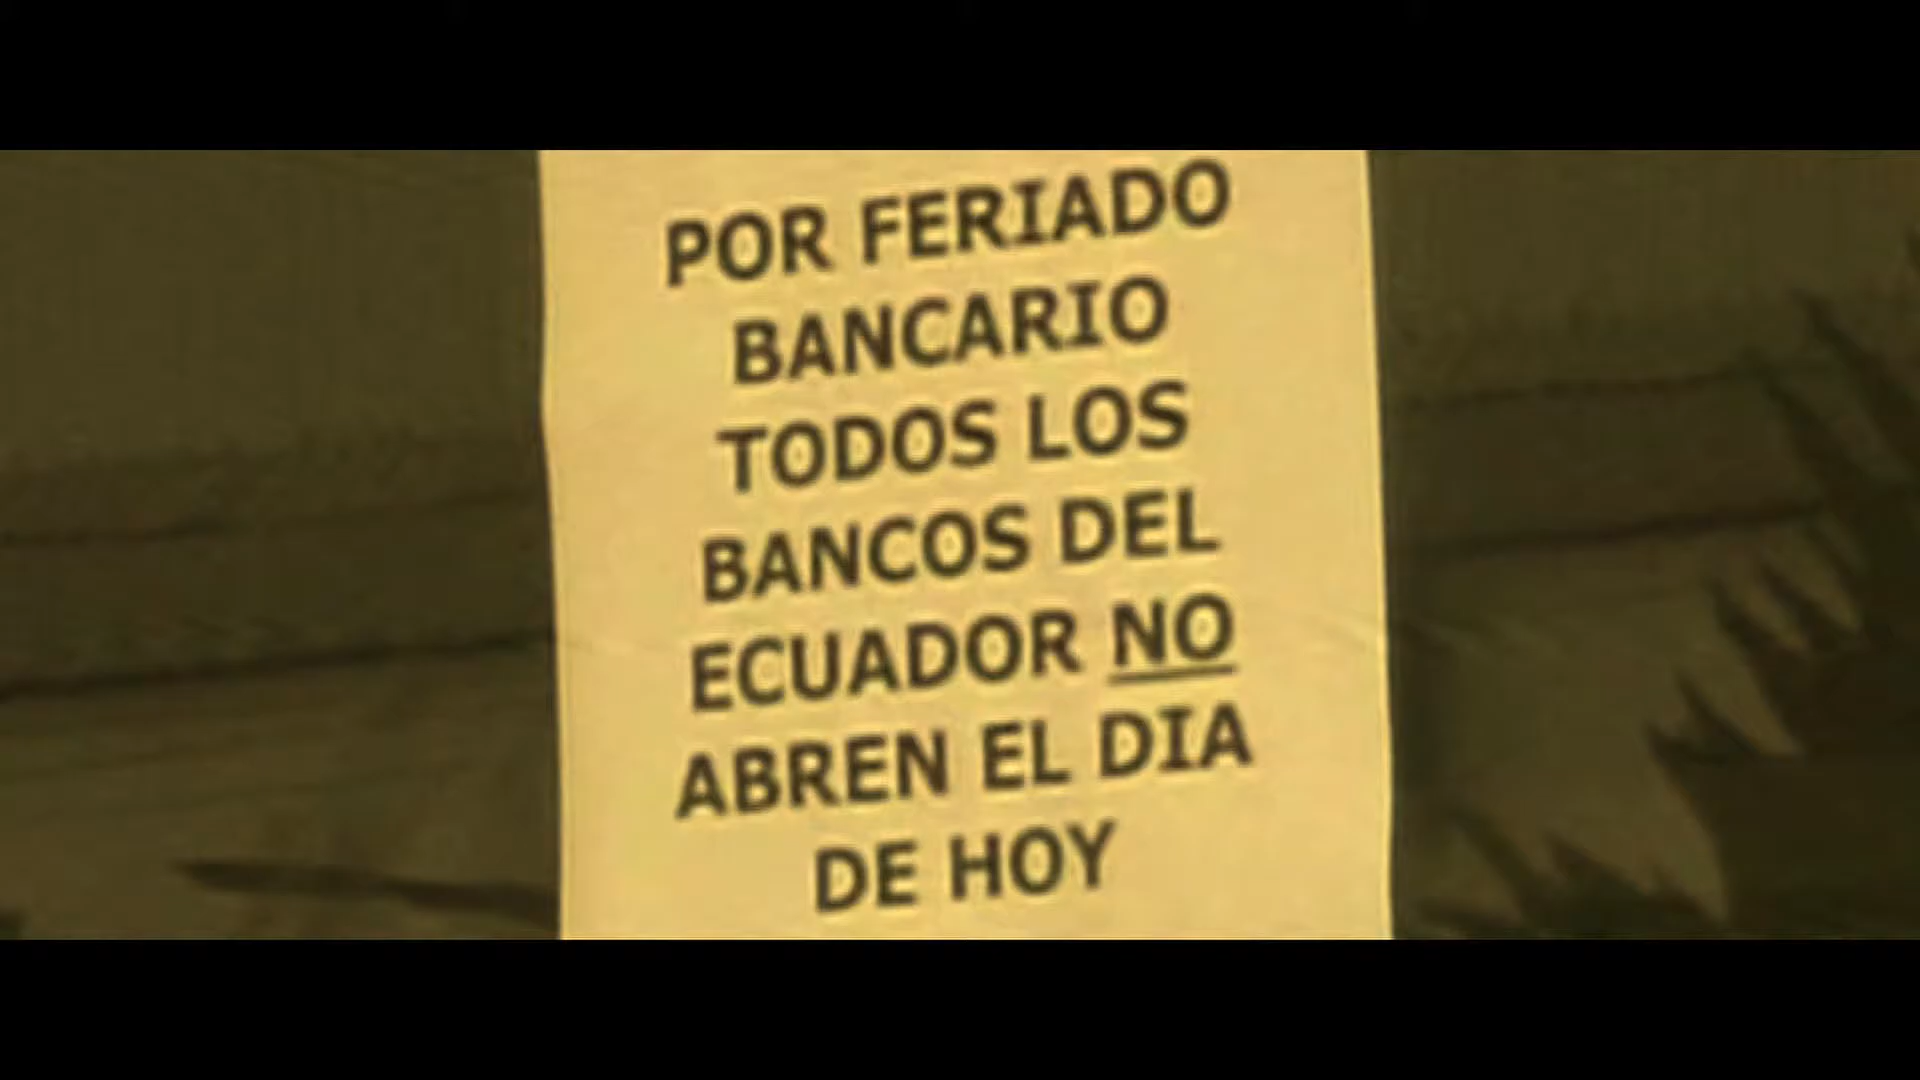 POR FERIADO
BANCARIO
TODOS LOS
BANCOS DEL
ECUADOR NO
ABREN EL DIA
DE HOY